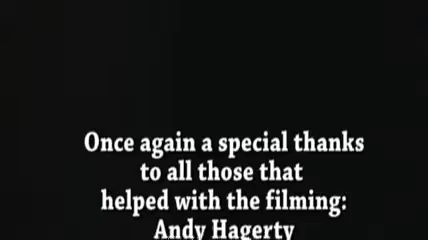 Once again a special thanks
to all those that
helped with the filming:
Andy Hagerty